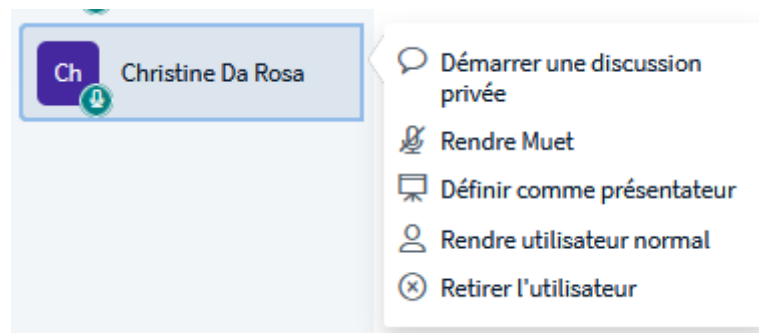 Ch
Christine Da Rosa
Démarrer une discussion
privée
Rendre Muet
Définir comme présentateur
Rendre utilisateur normal
Retirer l'utilisateur